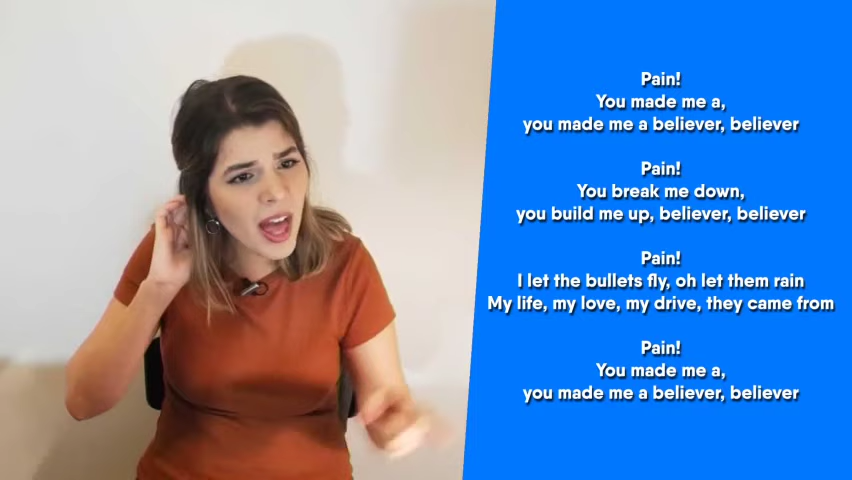 Pain!
You made me a,
you made me a believer, believer
Pain!
You break me down,
you build me up, believer, believer
Pain!
I let the bullets fly, oh let them rain
My life, my love, my drive, they came from
Pain!
You made me a,
you made me a believer, believer